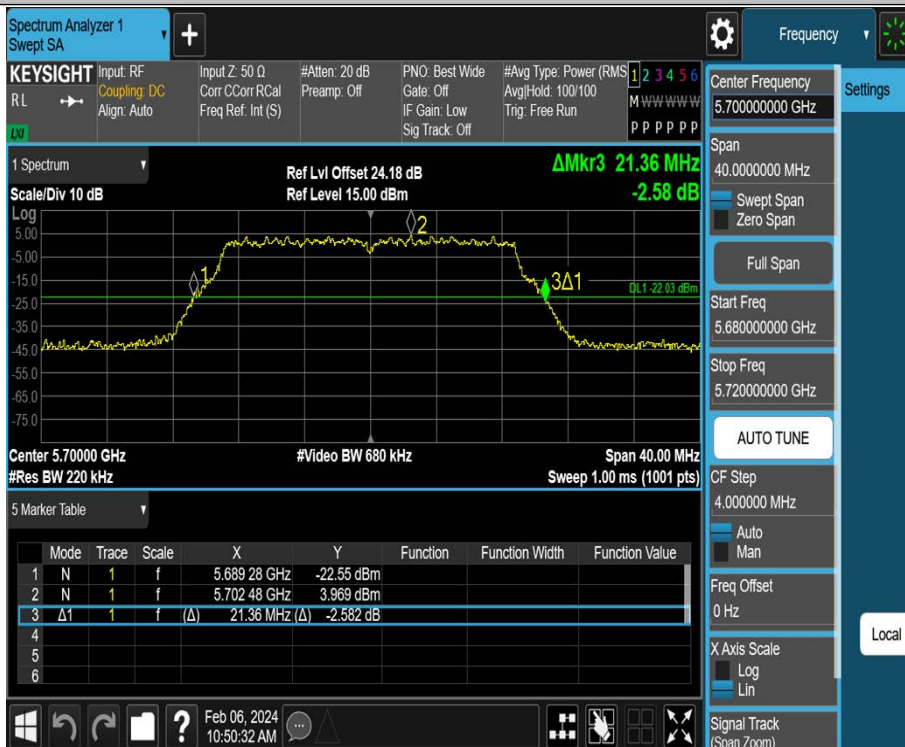 Spectrum Analyzer 1
Swept SA
+
Frequency
KEYSIGHT
R L
LXI
Input: RF
Coupling: DC
Align: Auto
Input Z: 50 Ω
Corr CCorr RCal
Freq Ref: Int (S)
#Atten: 20 dB
Preamp: Off
PNO: Best Wide
Gate: Off
IF Gain: Low
Sig Track: Off
#Avg Type: Power (RMS
Avg|Hold: 100/100
Trig: Free Run
1 2 3 4 5 6
M W W W W W
P P P P P P
Center Frequency
5.700000000 GHz
Settings
1 Spectrum
Scale/Div 10 dB
Ref Lvl Offset 24.18 dB
Ref Level 15.00 dBm
ΔMkr3 21.36 MHz
-2.58 dB
Span
40.0000000 MHz
Swept Span
Zero Span
Full Span
Log
5.00
-5.00
-15.0
-25.0
-35.0
-45.0
-55.0
-65.0
-75.0
1
2
3Δ1
DL1 -22.03 dBm
Start Freq
5.680000000 GHz
Stop Freq
5.720000000 GHz
AUTO TUNE
Center 5.70000 GHz
#Res BW 220 kHz
#Video BW 680 kHz
Span 40.00 MHz
Sweep 1.00 ms (1001 pts)
CF Step
4.000000 MHz
Auto
Man
5 Marker Table
Mode Trace Scale X Y Function Function Width Function Value
1 N 1 f 5.689 28 GHz -22.55 dBm
2 N 1 f 5.702 48 GHz 3.969 dBm
3 Δ1 1 f (Δ) 21.36 MHz (Δ) -2.582 dB
4
5
6
Freq Offset
0 Hz
Local
X Axis Scale
Log
Lin
?
Feb 06, 2024
10:50:32 AM
Signal Track
(Span Zoom)